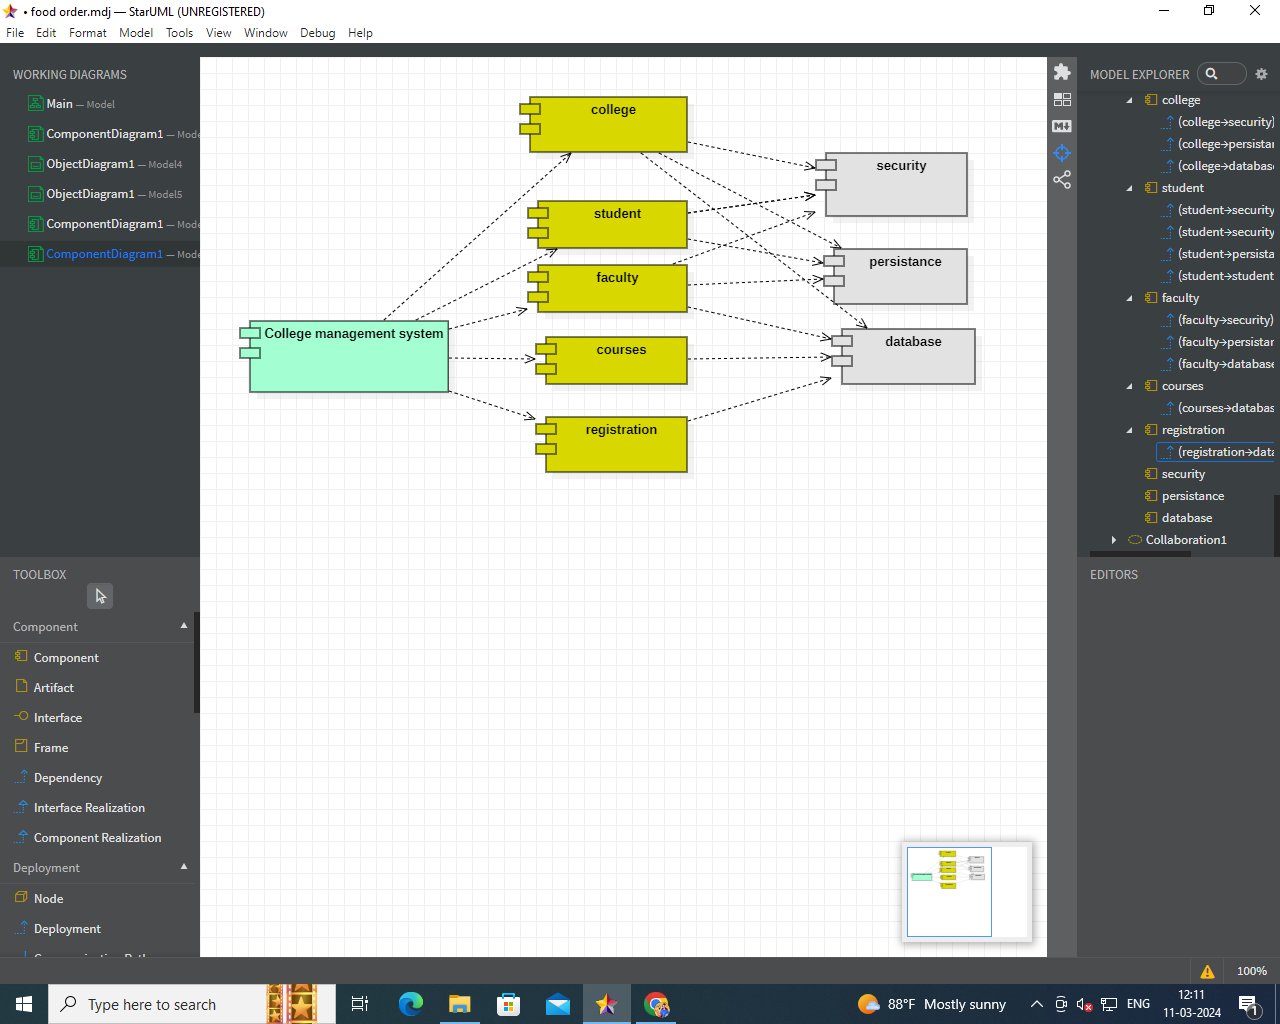 • food order.mdj — StarUML (UNREGISTERED)
File Edit Format Model Tools View Window Debug Help
WORKING DIAGRAMS
Main — Model
ComponentDiagram1 — Mode
ObjectDiagram1 — Model4
ObjectDiagram1 — Model5
ComponentDiagram1 — Mode
ComponentDiagram1 — Mode
TOOLBOX
Component
Component
Artifact
Interface
Frame
Dependency
Interface Realization
Component Realization
Deployment
Node
Deployment
college
student
faculty
College management system
courses
registration
security
persistance
database
MODEL EXPLORER
college
(college→security)
(college→persistan
(college→database
student
(student→security
(student→security
(student→persista
(student→student
faculty
(faculty→security)
(faculty→persistan
(faculty→database
courses
(courses→databas
registration
(registration→data
security
persistance
database
Collaboration1
EDITORS
100%
Type here to search
88°F Mostly sunny
ENG
12:11
11-03-2024
1